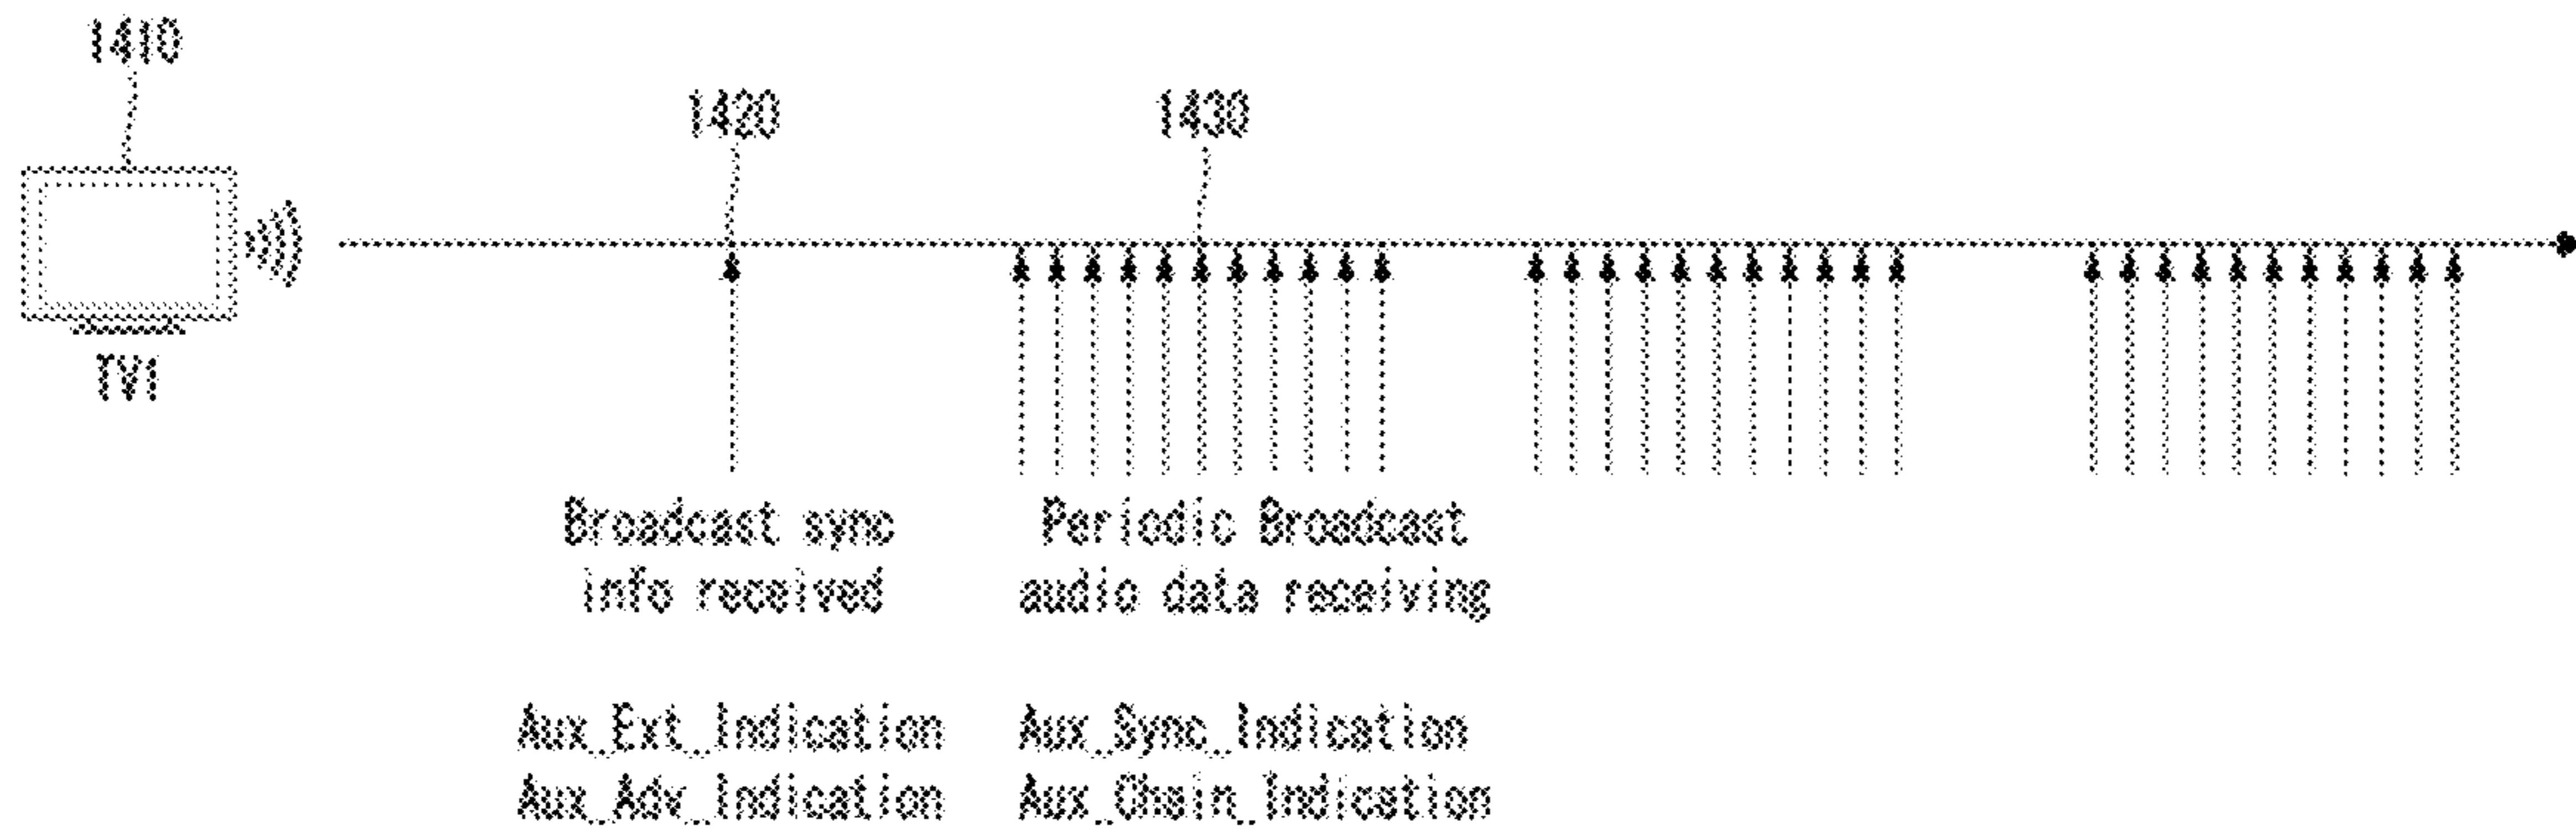 1410
1420
1430
TV1
Broadcast sync
info received
Periodic Broadcast
audio data receiving
Aux_Ext_Indication
Aux_Adv_Indication
Aux_Sync_Indication
Aux_Chain_Indication